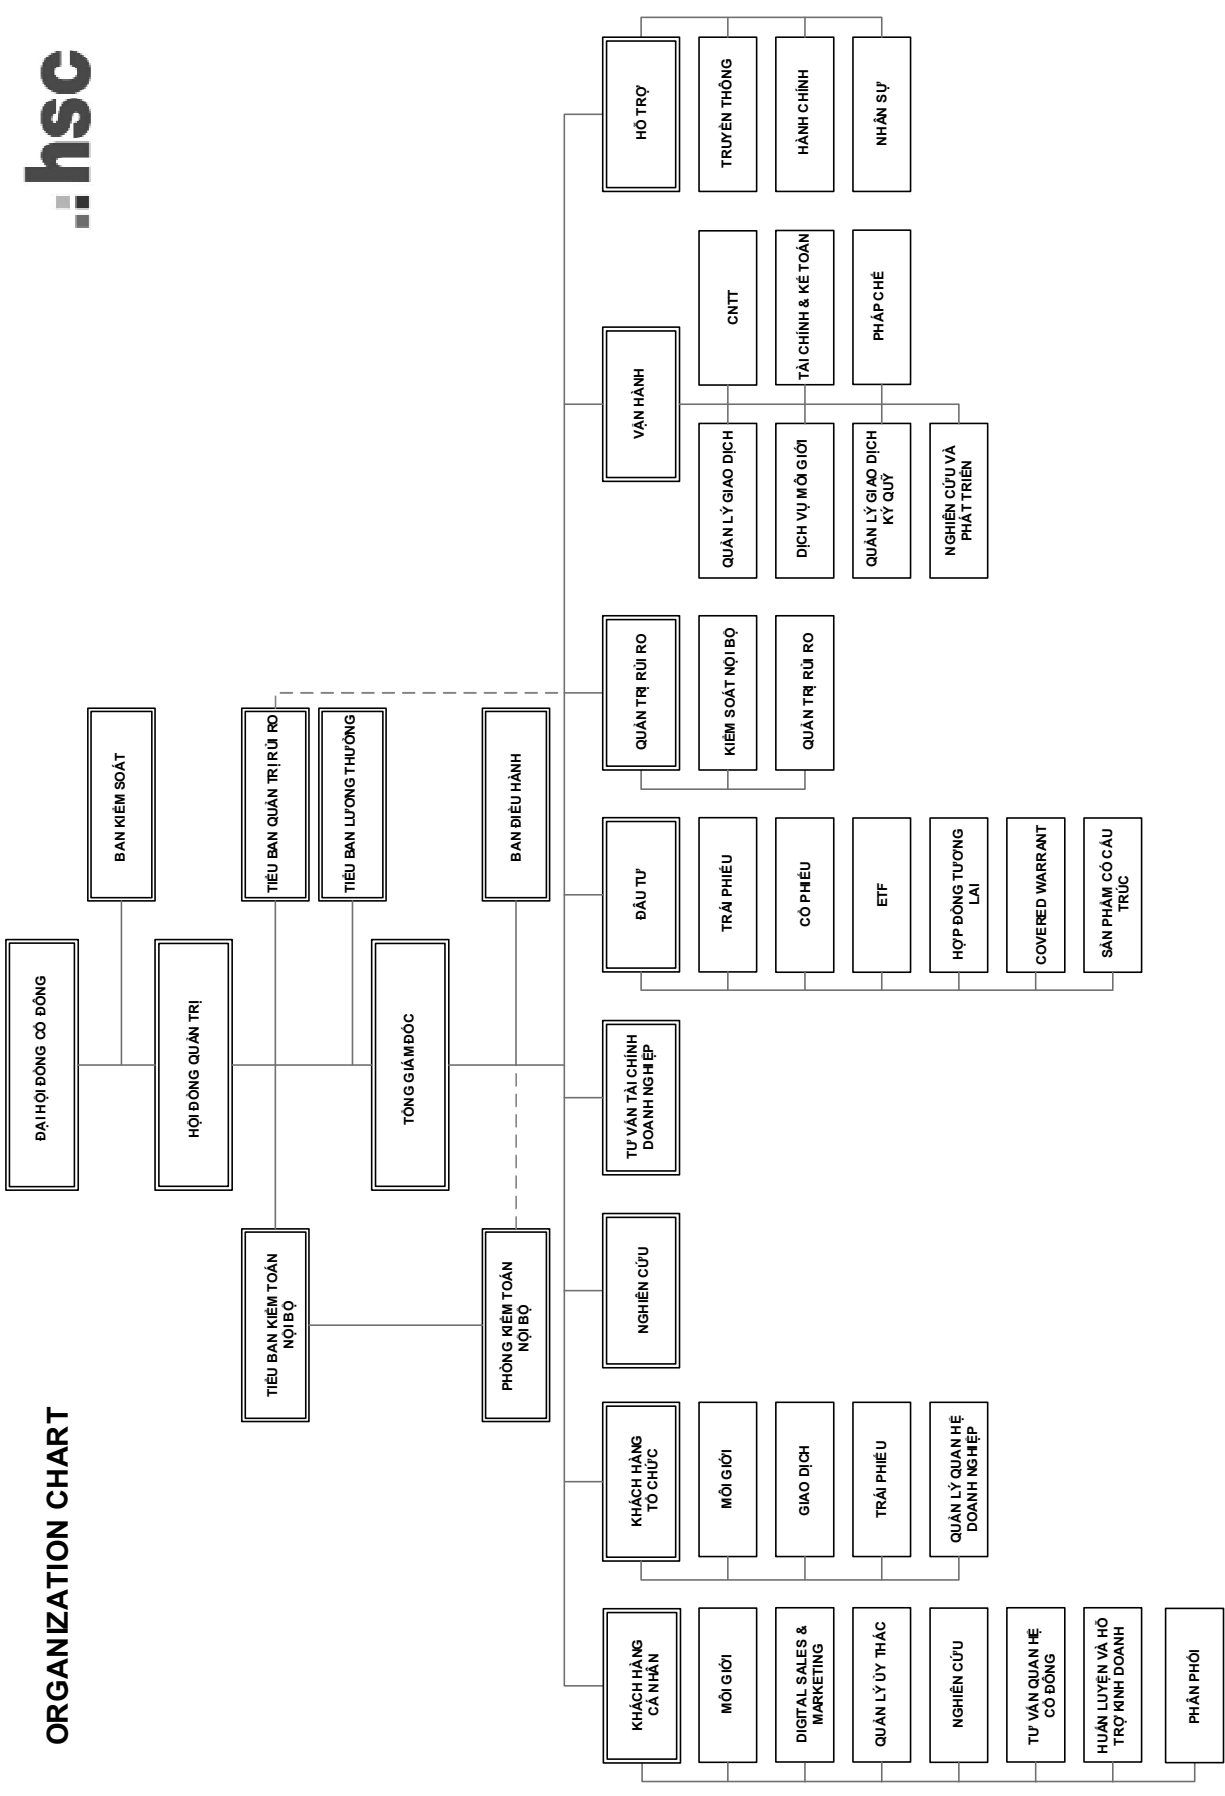 ORGANIZATION CHART
hsc
ĐẠI HỘI ĐỒNG CỔ ĐÔNG
BAN KIỂM SOÁT
HỘI ĐỒNG QUẢN TRỊ
TIỂU BAN KIỂM TOÁN
NỘI BỘ
TIỂU BAN QUẢN TRỊ RỦI RO
TIỂU BAN LƯƠNG THƯỞNG
TỔNG GIÁM ĐỐC
PHÒNG KIỂM TOÁN
NỘI BỘ
BAN ĐIỀU HÀNH
KHÁCH HÀNG
CÁ NHÂN
MÔI GIỚI
DIGITAL SALES &
MARKETING
QUẢN LÝ ỦY THÁC
NGHIÊN CỨU
TƯ VẤN QUAN HỆ
CỔ ĐÔNG
HUẤN LUYỆN VÀ HỖ
TRỢ KINH DOANH
PHÂN PHỐI
KHÁCH HÀNG
TỔ CHỨC
MÔI GIỚI
GIAO DỊCH
TRÁI PHIẾU
QUẢN LÝ QUAN HỆ
DOANH NGHIỆP
NGHIÊN CỨU
TƯ VẤN TÀI CHÍNH
DOANH NGHIỆP
ĐẦU TƯ
TRÁI PHIẾU
CỔ PHIẾU
ETF
HỢP ĐỒNG TƯƠNG
LAI
COVERED WARRANT
SẢN PHẨM CÓ CẤU
TRÚC
QUẢN TRỊ RỦI RO
KIỂM SOÁT NỘI BỘ
QUẢN TRỊ RỦI RO
VẬN HÀNH
QUẢN LÝ GIAO DỊCH
CNTT
DỊCH VỤ MÔI GIỚI
TÀI CHÍNH & KẾ TOÁN
QUẢN LÝ GIAO DỊCH
KÝ QUỸ
PHÁP CHẾ
NGHIÊN CỨU VÀ
PHÁT TRIỂN
HỖ TRỢ
TRUYỀN THÔNG
HÀNH CHÍNH
NHÂN SỰ